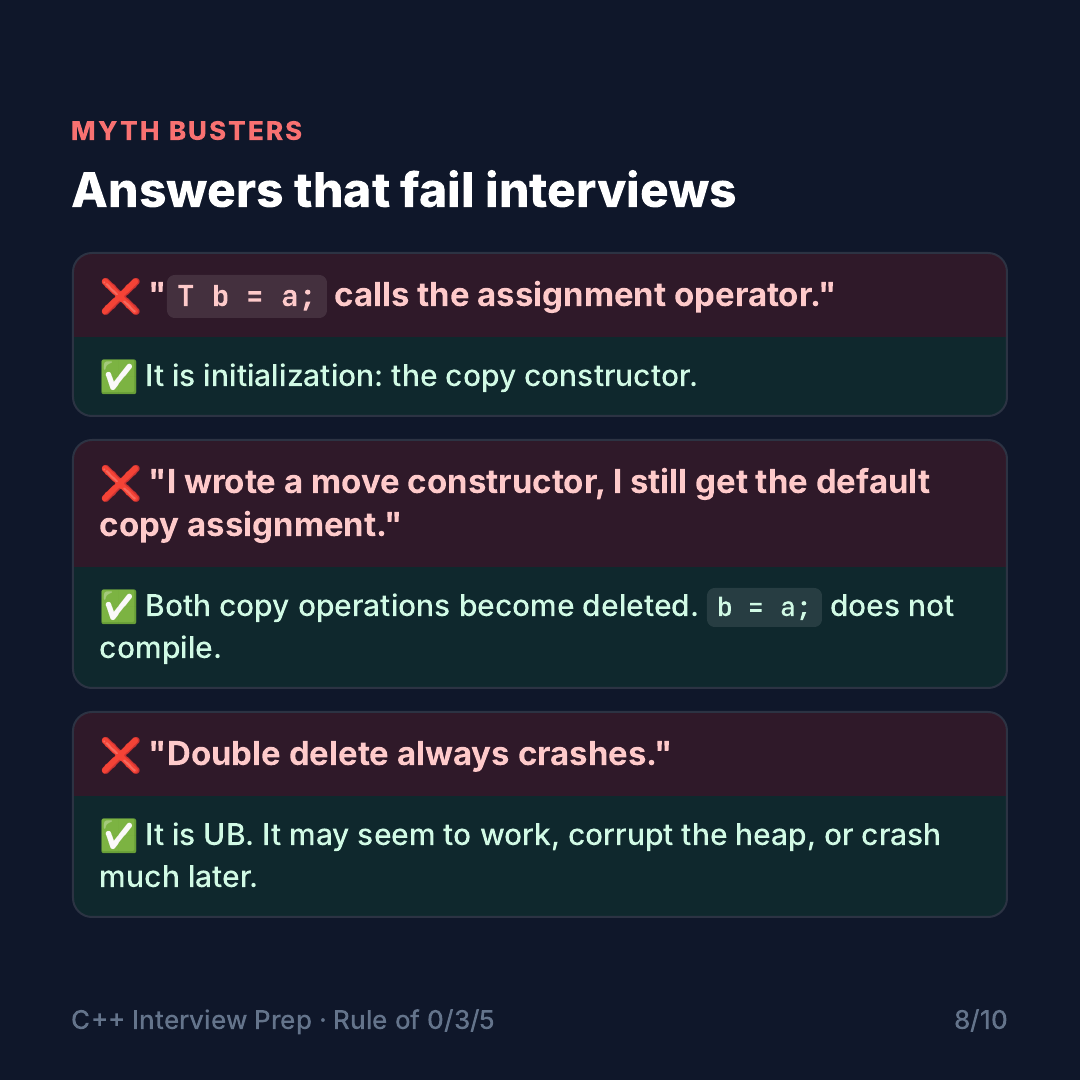 MYTH BUSTERS
Answers that fail interviews
❌ "T b = a; calls the assignment operator."
✅ It is initialization: the copy constructor.
❌ "I wrote a move constructor, I still get the default
copy assignment."
✅ Both copy operations become deleted. b = a; does not
compile.
❌ "Double delete always crashes."
✅ It is UB. It may seem to work, corrupt the heap, or crash
much later.
C++ Interview Prep · Rule of 0/3/5
8/10